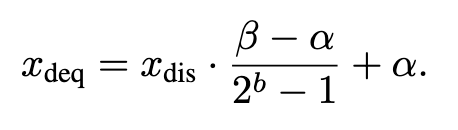 x_deq = x_dis · (β − α)/(2^b − 1) + α.